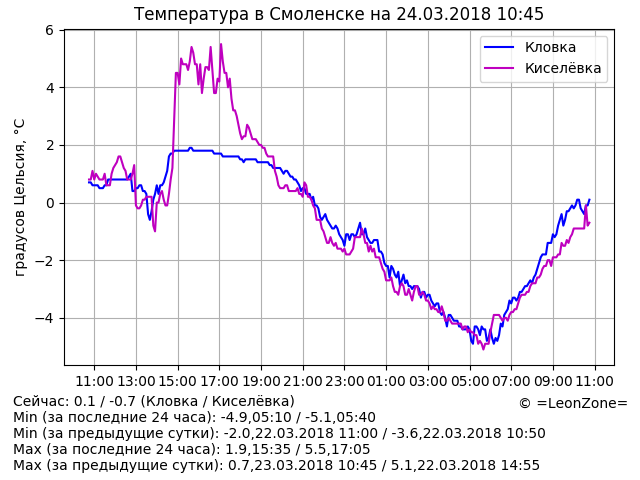 Температура в Смоленске на 24.03.2018 10:45
Кловка
Киселёвка
градусов Цельсия, °C
6
4
2
0
−2
−4
11:00 13:00 15:00 17:00 19:00 21:00 23:00 01:00 03:00 05:00 07:00 09:00 11:00
Сейчас: 0.1 / -0.7 (Кловка / Киселёвка)
© =LeonZone=
Min (за последние 24 часа): -4.9,05:10 / -5.1,05:40
Min (за предыдущие сутки): -2.0,22.03.2018 11:00 / -3.6,22.03.2018 10:50
Max (за последние 24 часа): 1.9,15:35 / 5.5,17:05
Max (за предыдущие сутки): 0.7,23.03.2018 10:45 / 5.1,22.03.2018 14:55